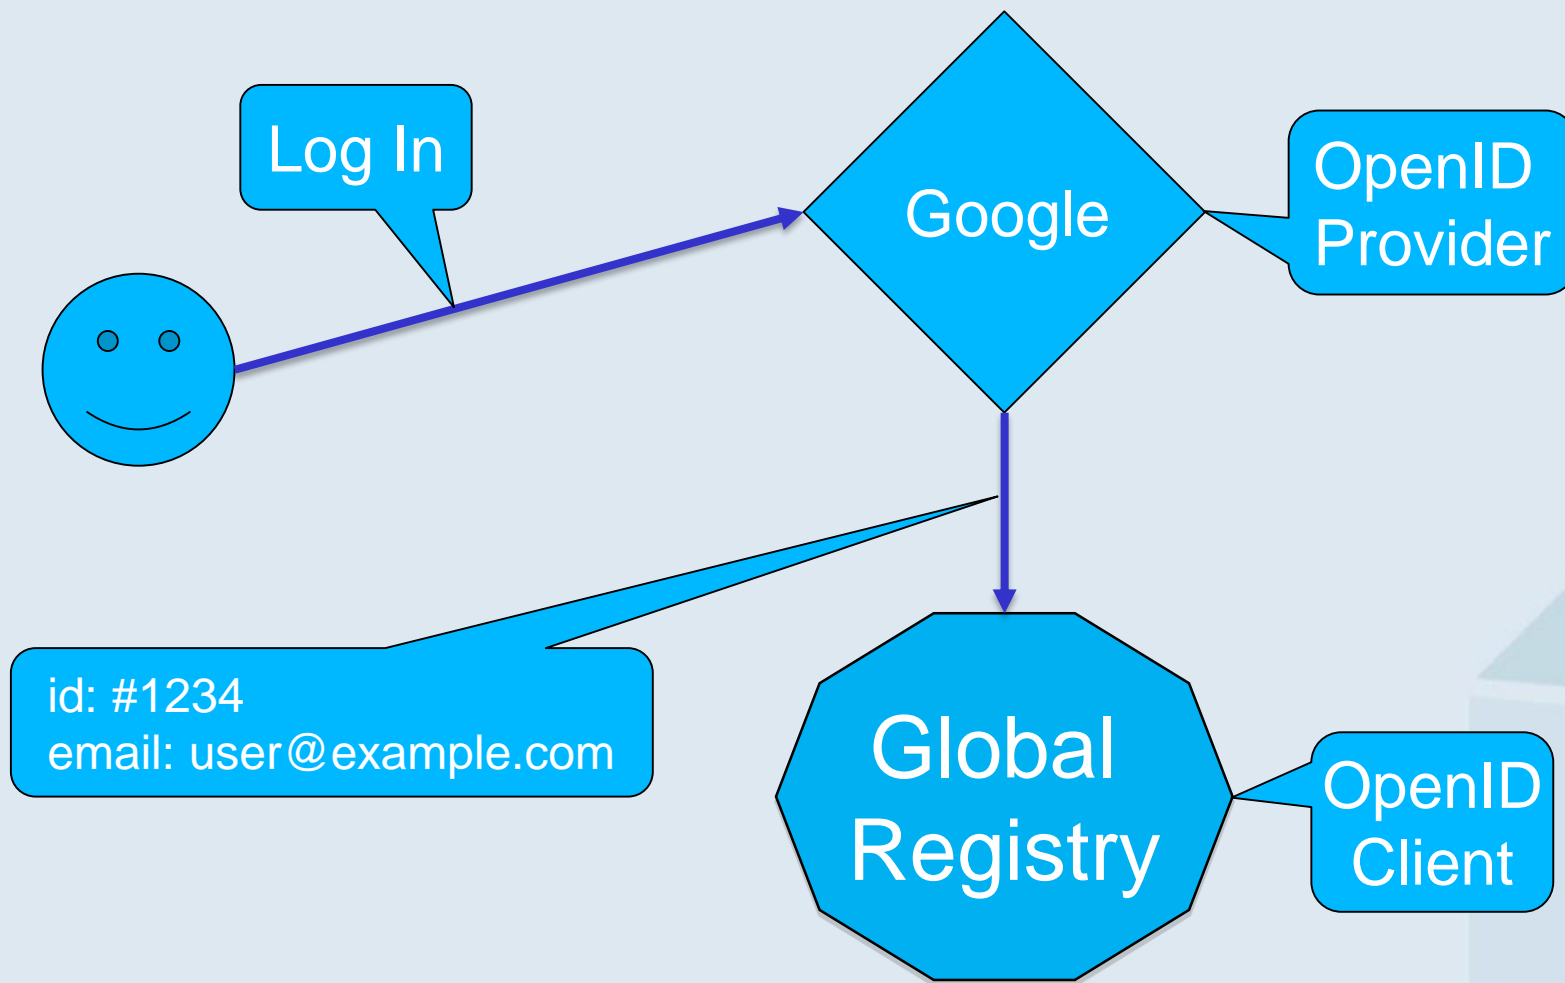 Log In
Google
OpenID
Provider
id: #1234
email: user@example.com
Global
Registry
OpenID
Client